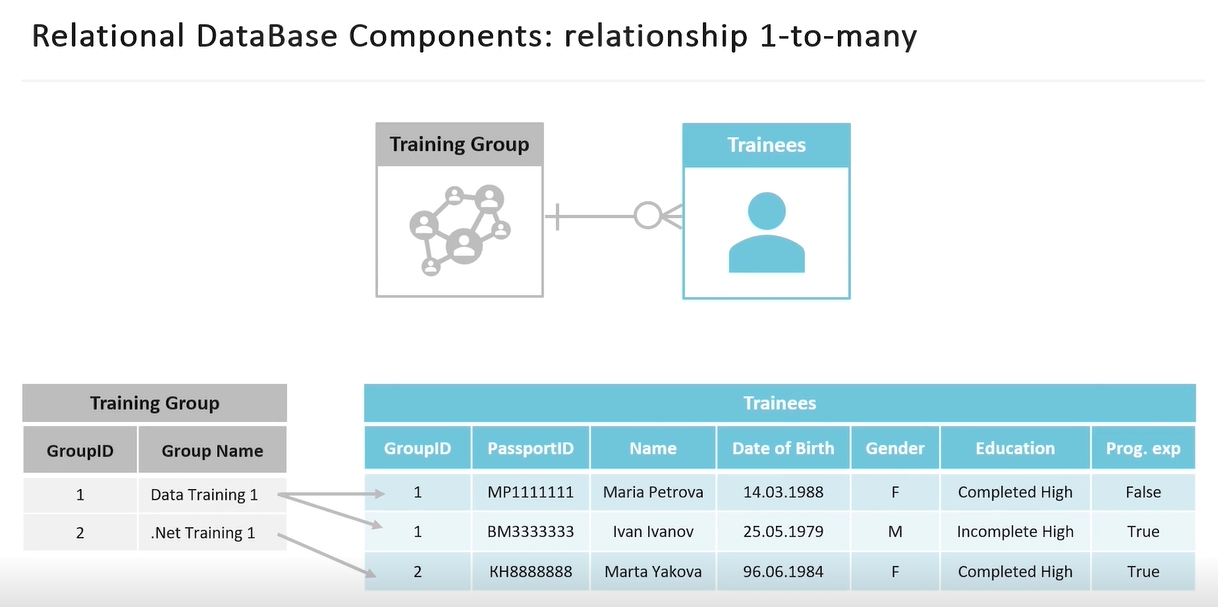 Relational DataBase Components: relationship 1-to-many
Training Group
Trainees
Training Group
GroupID Group Name
1 Data Training 1
2 .Net Training 1
Trainees
GroupID PassportID Name Date of Birth Gender Education Prog. exp
1 MP1111111 Maria Petrova 14.03.1988 F Completed High False
1 BM3333333 Ivan Ivanov 25.05.1979 M Incomplete High True
2 KH8888888 Marta Yakova 96.06.1984 F Completed High True